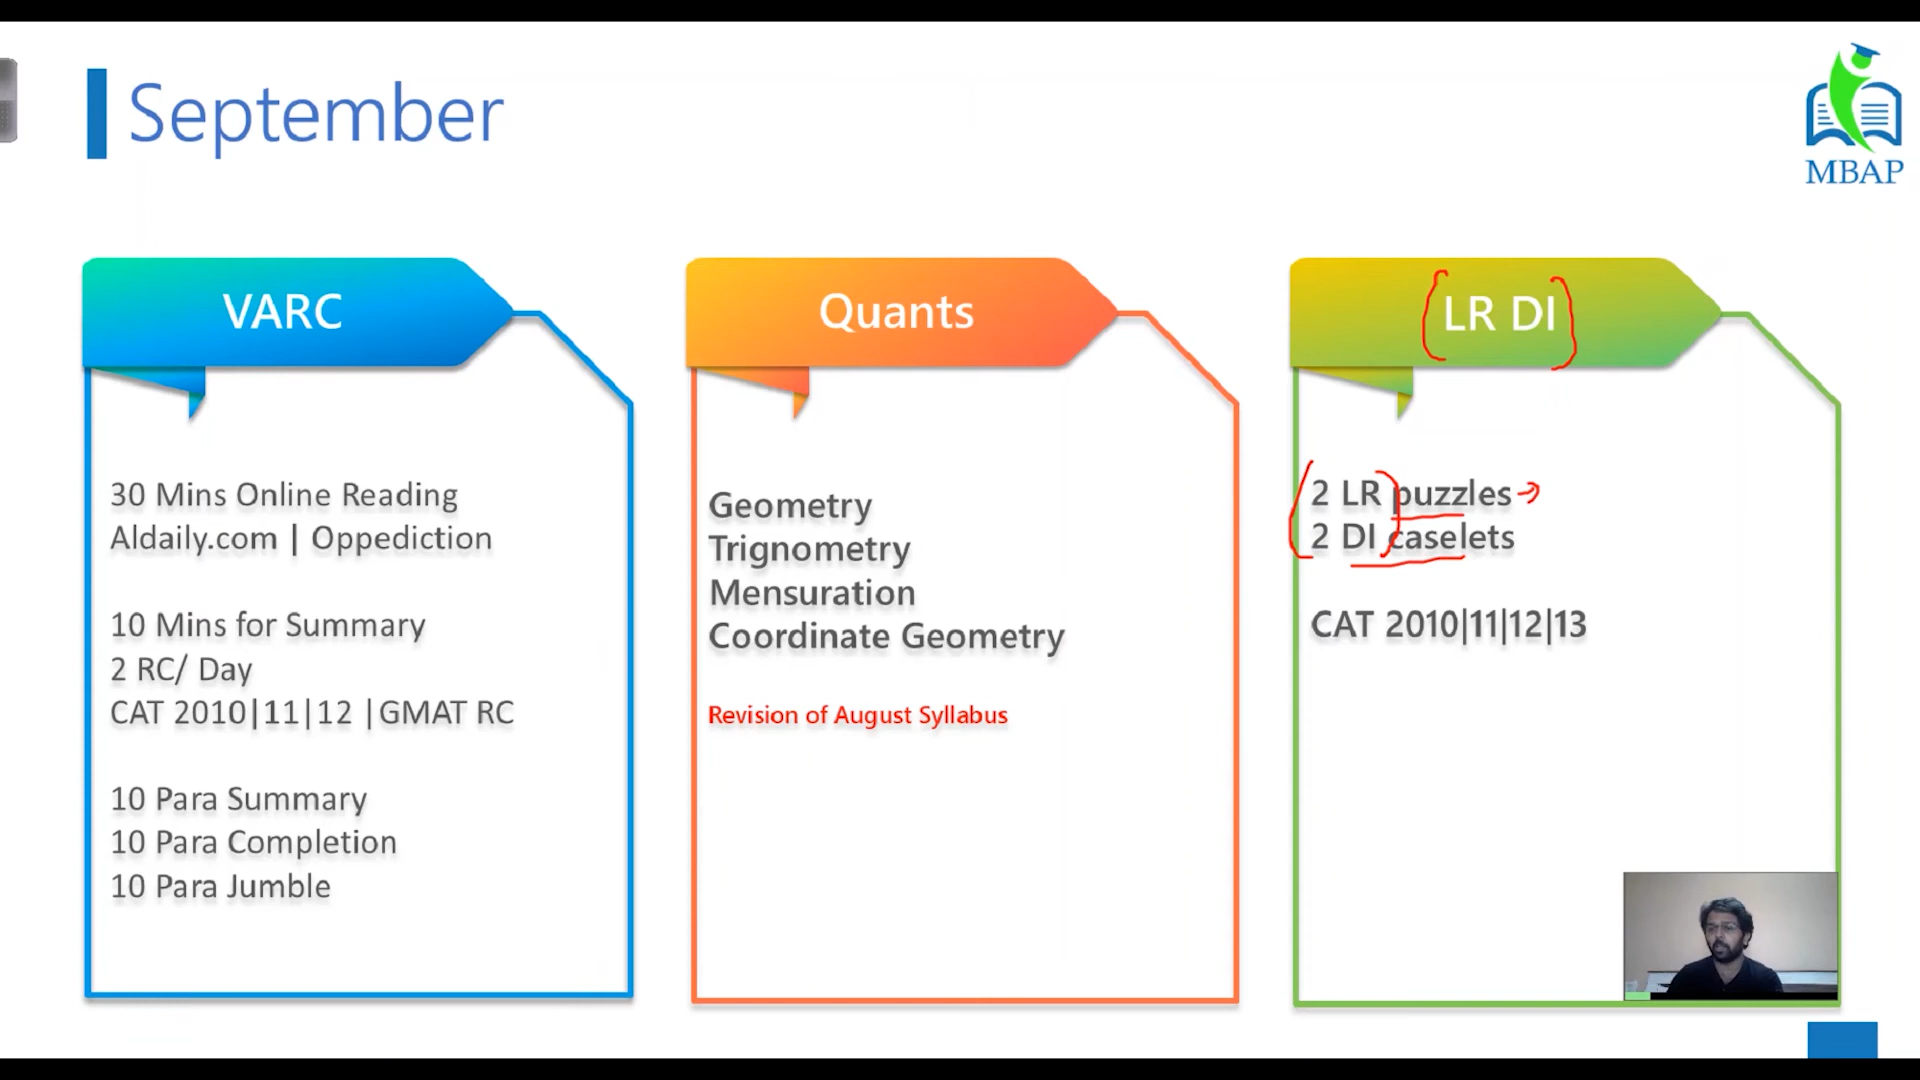 September
MBAP
VARC
30 Mins Online Reading
Aldaily.com | Oppediction
10 Mins for Summary
2 RC/ Day
CAT 2010|11|12 |GMAT RC
10 Para Summary
10 Para Completion
10 Para Jumble
Quants
Geometry
Trignometry
Mensuration
Coordinate Geometry
Revision of August Syllabus
LR DI
2 LR puzzles
2 DI caselets
CAT 2010|11|12|13